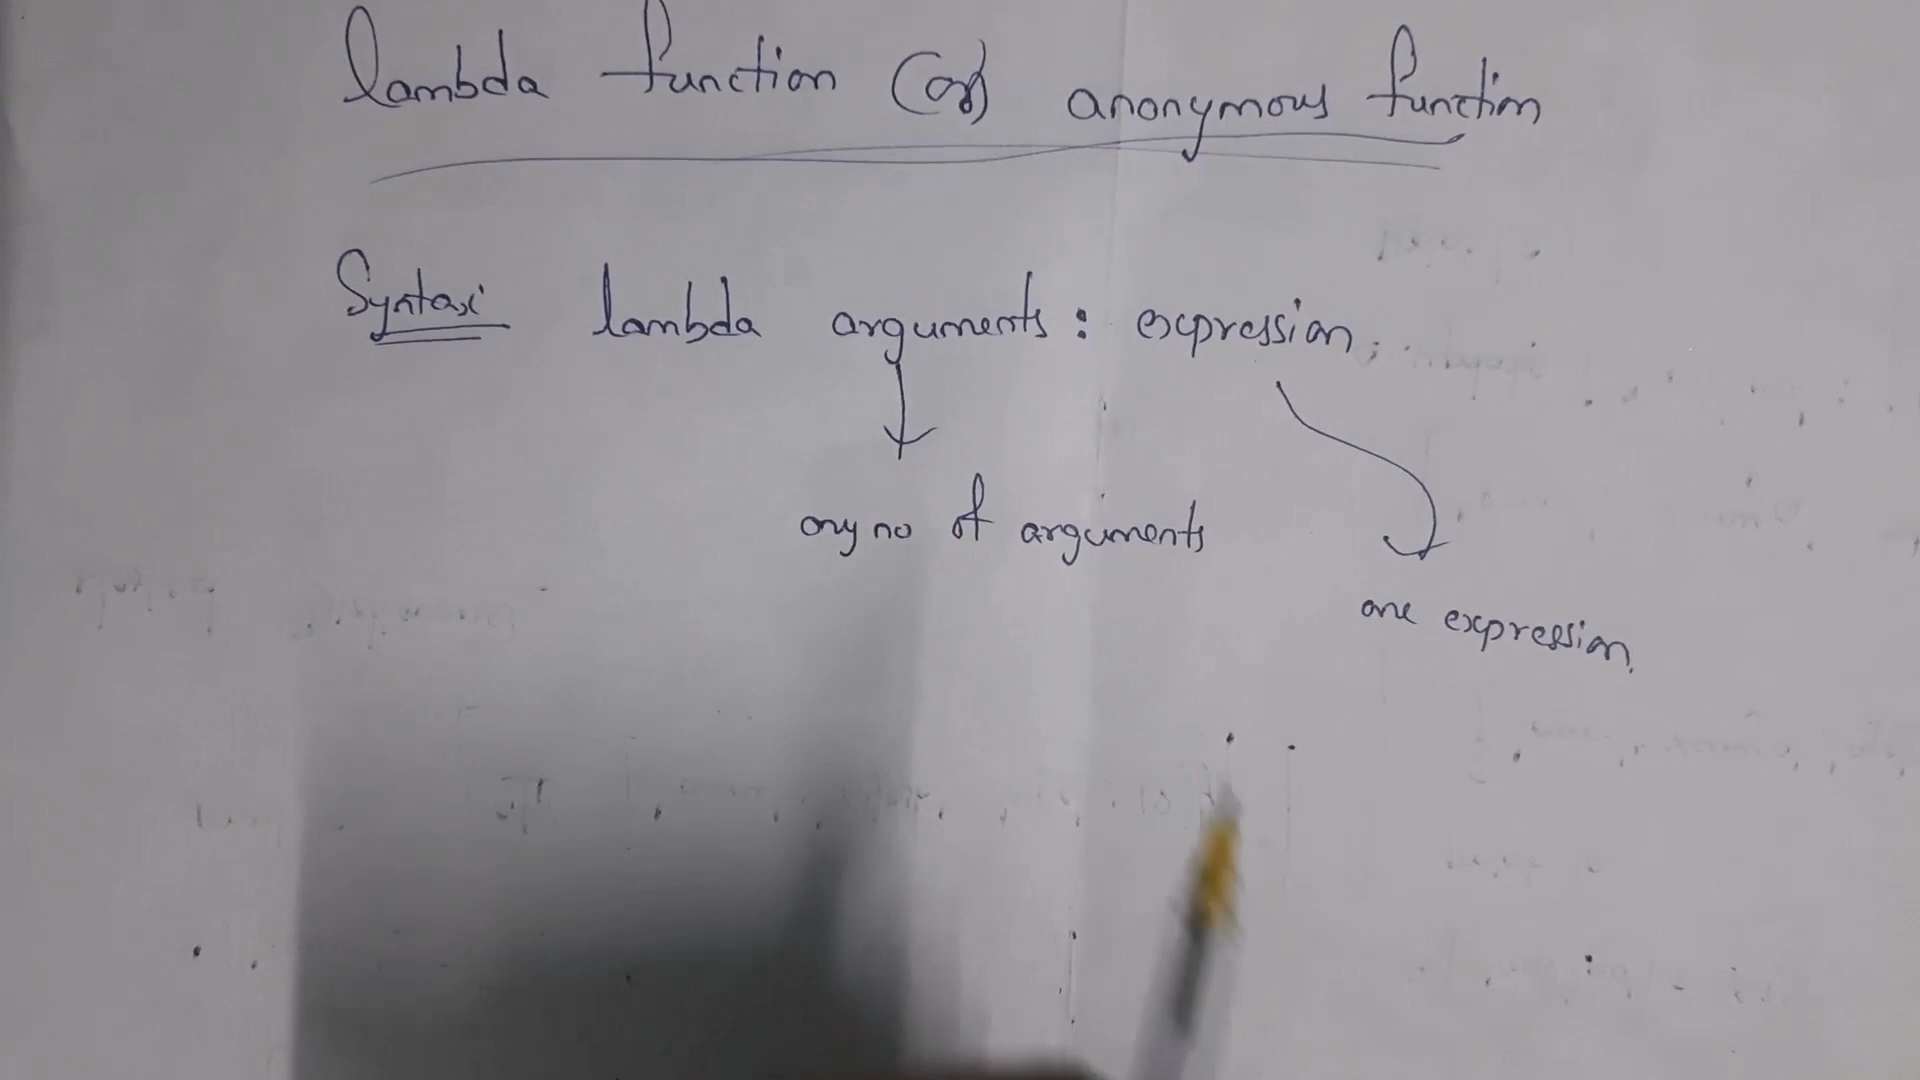 lambda function (or) anonymous function
Syntax lambda arguments : expression.
any no of arguments
one expression.